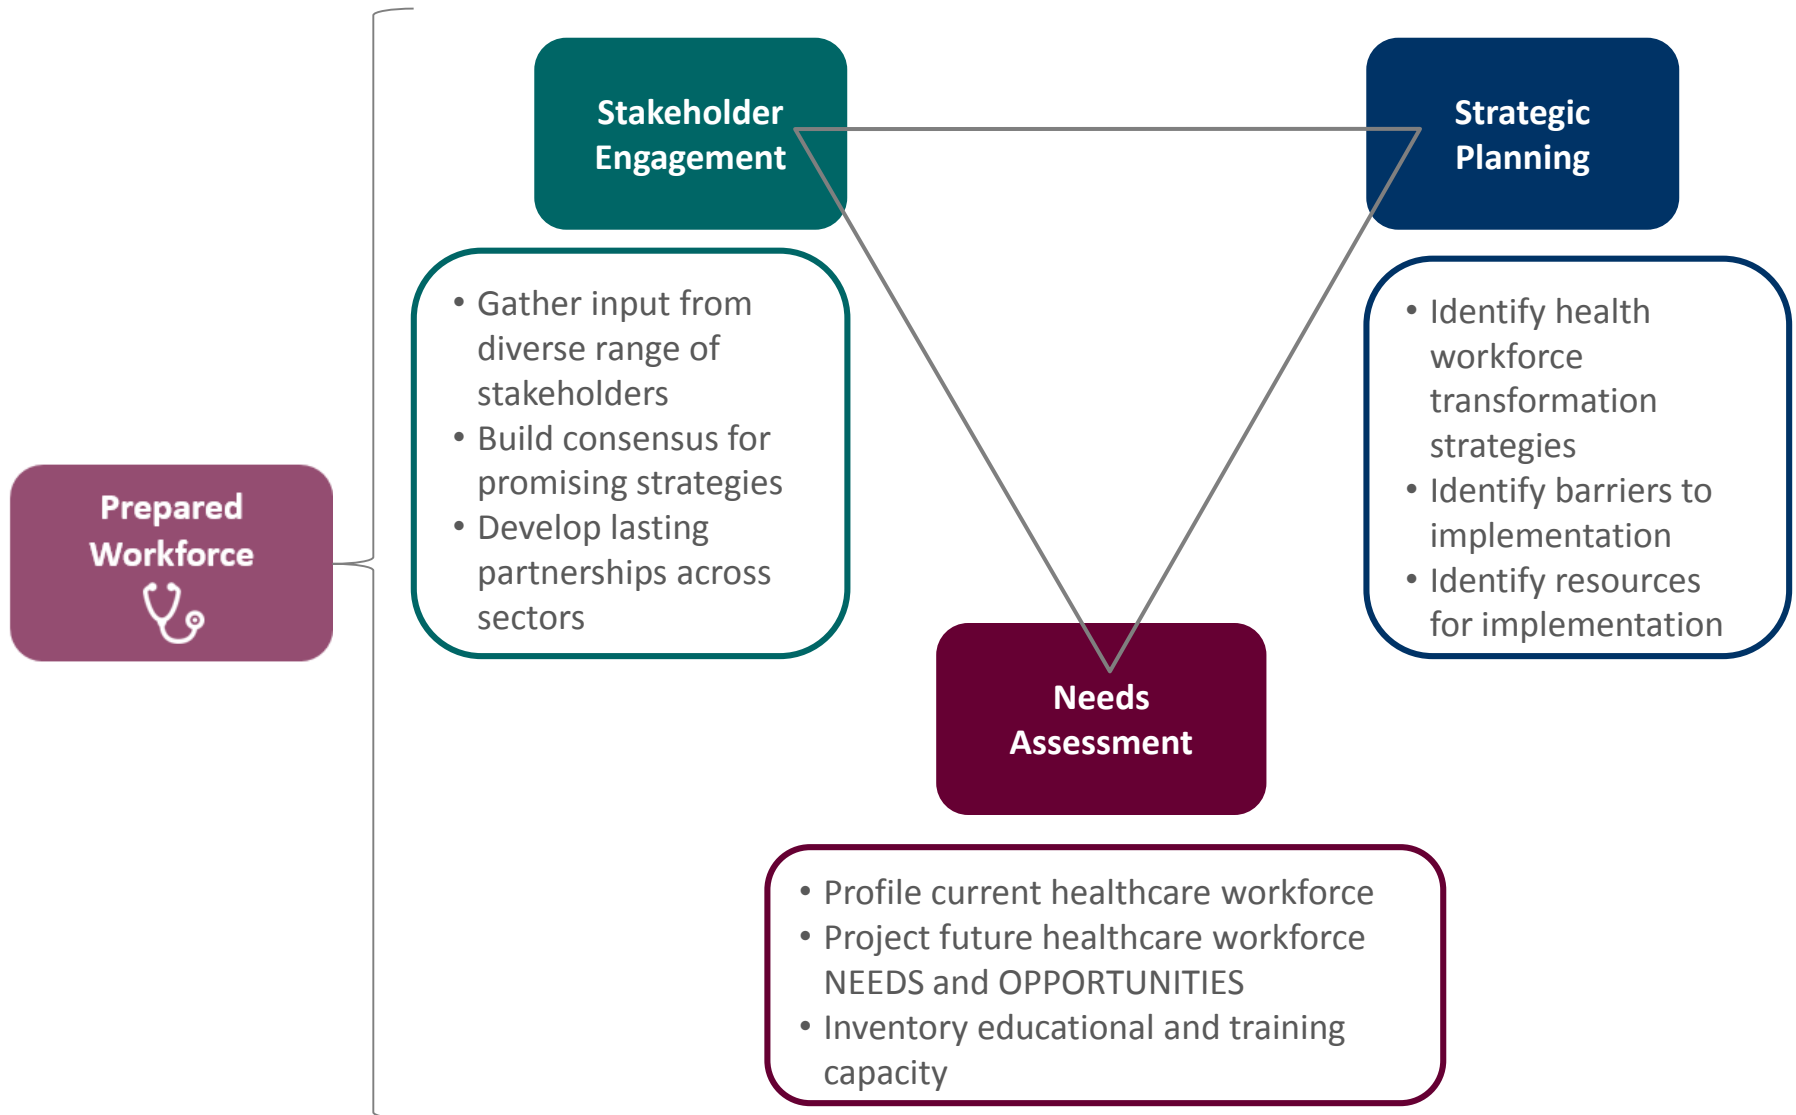 Prepared
Workforce
Stakeholder
Engagement
• Gather input from
diverse range of
stakeholders
• Build consensus for
promising strategies
• Develop lasting
partnerships across
sectors
Strategic
Planning
• Identify health
workforce
transformation
strategies
• Identify barriers to
implementation
• Identify resources
for implementation
Needs
Assessment
• Profile current healthcare workforce
• Project future healthcare workforce
NEEDS and OPPORTUNITIES
• Inventory educational and training
capacity